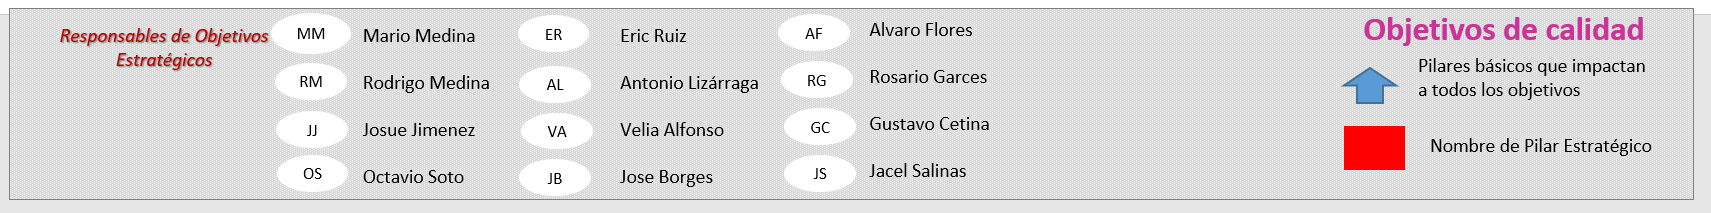 Responsables de Objetivos
Estratégicos
MM Mario Medina
RM Rodrigo Medina
JJ Josue Jimenez
OS Octavio Soto
ER Eric Ruiz
AL Antonio Lizárraga
VA Velia Alfonso
JB Jose Borges
AF Alvaro Flores
RG Rosario Garces
GC Gustavo Cetina
JS Jacel Salinas
Objetivos de calidad
Pilares básicos que impactan
a todos los objetivos
Nombre de Pilar Estratégico